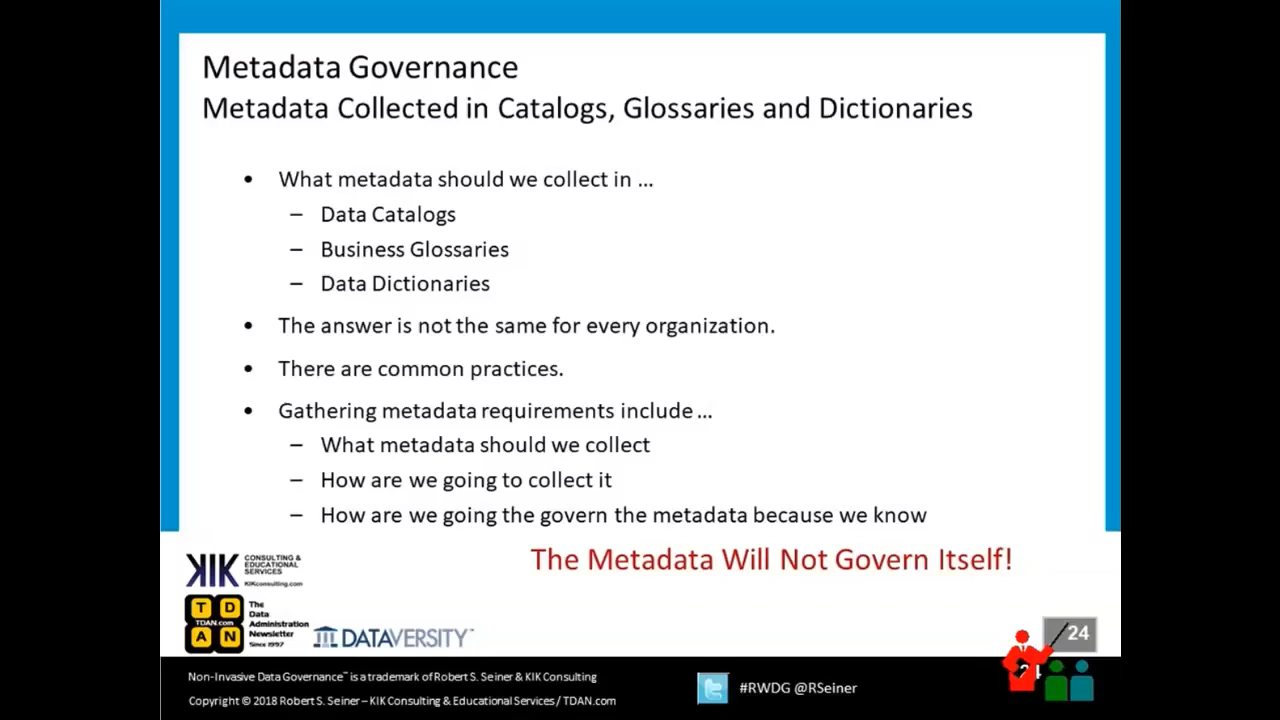 Metadata Governance
Metadata Collected in Catalogs, Glossaries and Dictionaries
• What metadata should we collect in ...
– Data Catalogs
– Business Glossaries
– Data Dictionaries
• The answer is not the same for every organization.
• There are common practices.
• Gathering metadata requirements include ...
– What metadata should we collect
– How are we going to collect it
– How are we going the govern the metadata because we know
The Metadata Will Not Govern Itself!
KIK
CONSULTING &
EDUCATIONAL
SERVICES
KIKconsulting.com
T D
TDAN.com
A N
The
Data
Administration
Newsletter
Since 1997
DATAVERSITY™
24
Non-Invasive Data Governance™ is a trademark of Robert S. Seiner & KIK Consulting
Copyright © 2018 Robert S. Seiner – KIK Consulting & Educational Services / TDAN.com
#RWDG @RSeiner